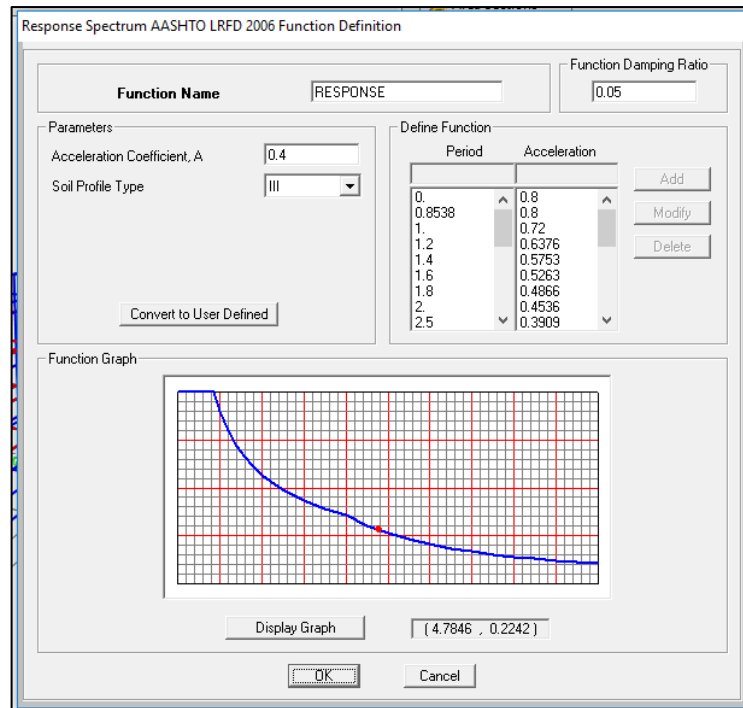 Response Spectrum AASHTO LRFD 2006 Function Definition
Function Damping Ratio
Function Name
RESPONSE
0.05
Parameters
Acceleration Coefficient, A
0.4
Soil Profile Type
III
Convert to User Defined
Define Function
Period Acceleration
0. 0.8
0.8538 0.8
1. 0.72
1.2 0.6376
1.4 0.5753
1.6 0.5263
1.8 0.4866
2. 0.4536
2.5 0.3909
Add
Modify
Delete
Function Graph
Display Graph
( 4.7846 , 0.2242 )
OK
Cancel